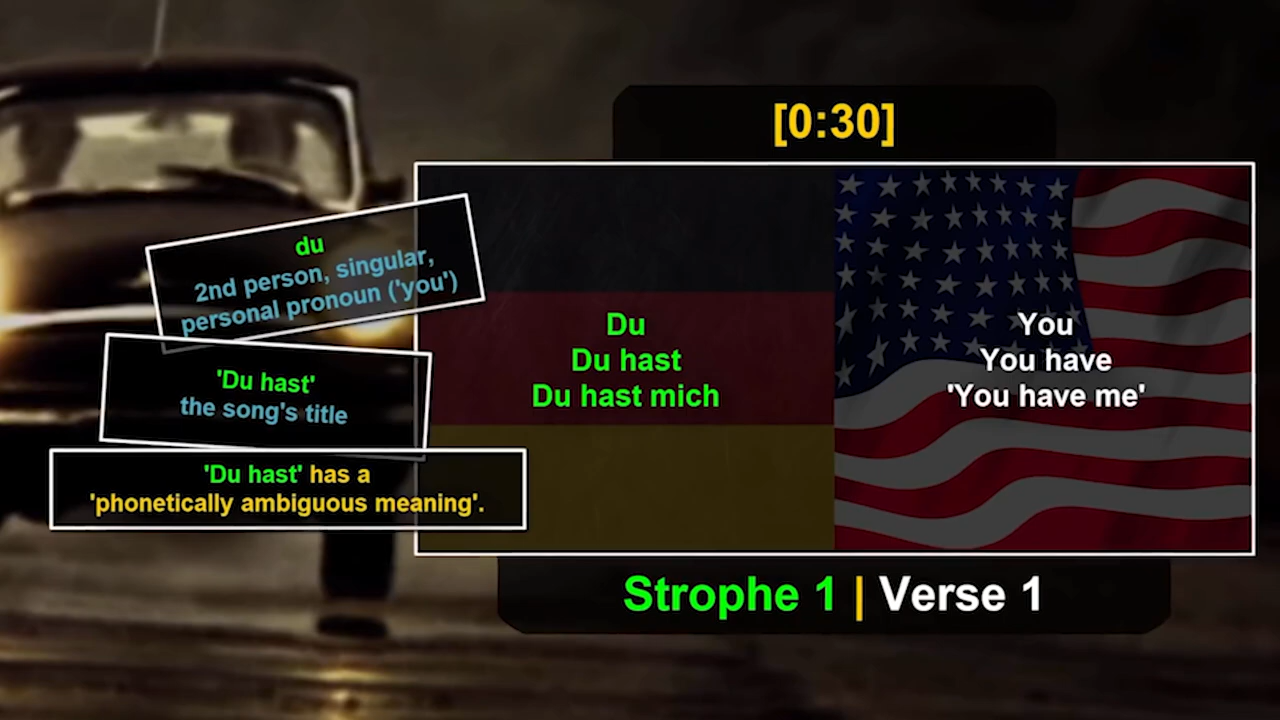 [0:30]
du
2nd person, singular,
personal pronoun ('you')
'Du hast'
the song's title
'Du hast' has a
'phonetically ambiguous meaning'.
Du
Du hast
Du hast mich
You
You have
'You have me'
Strophe 1 | Verse 1